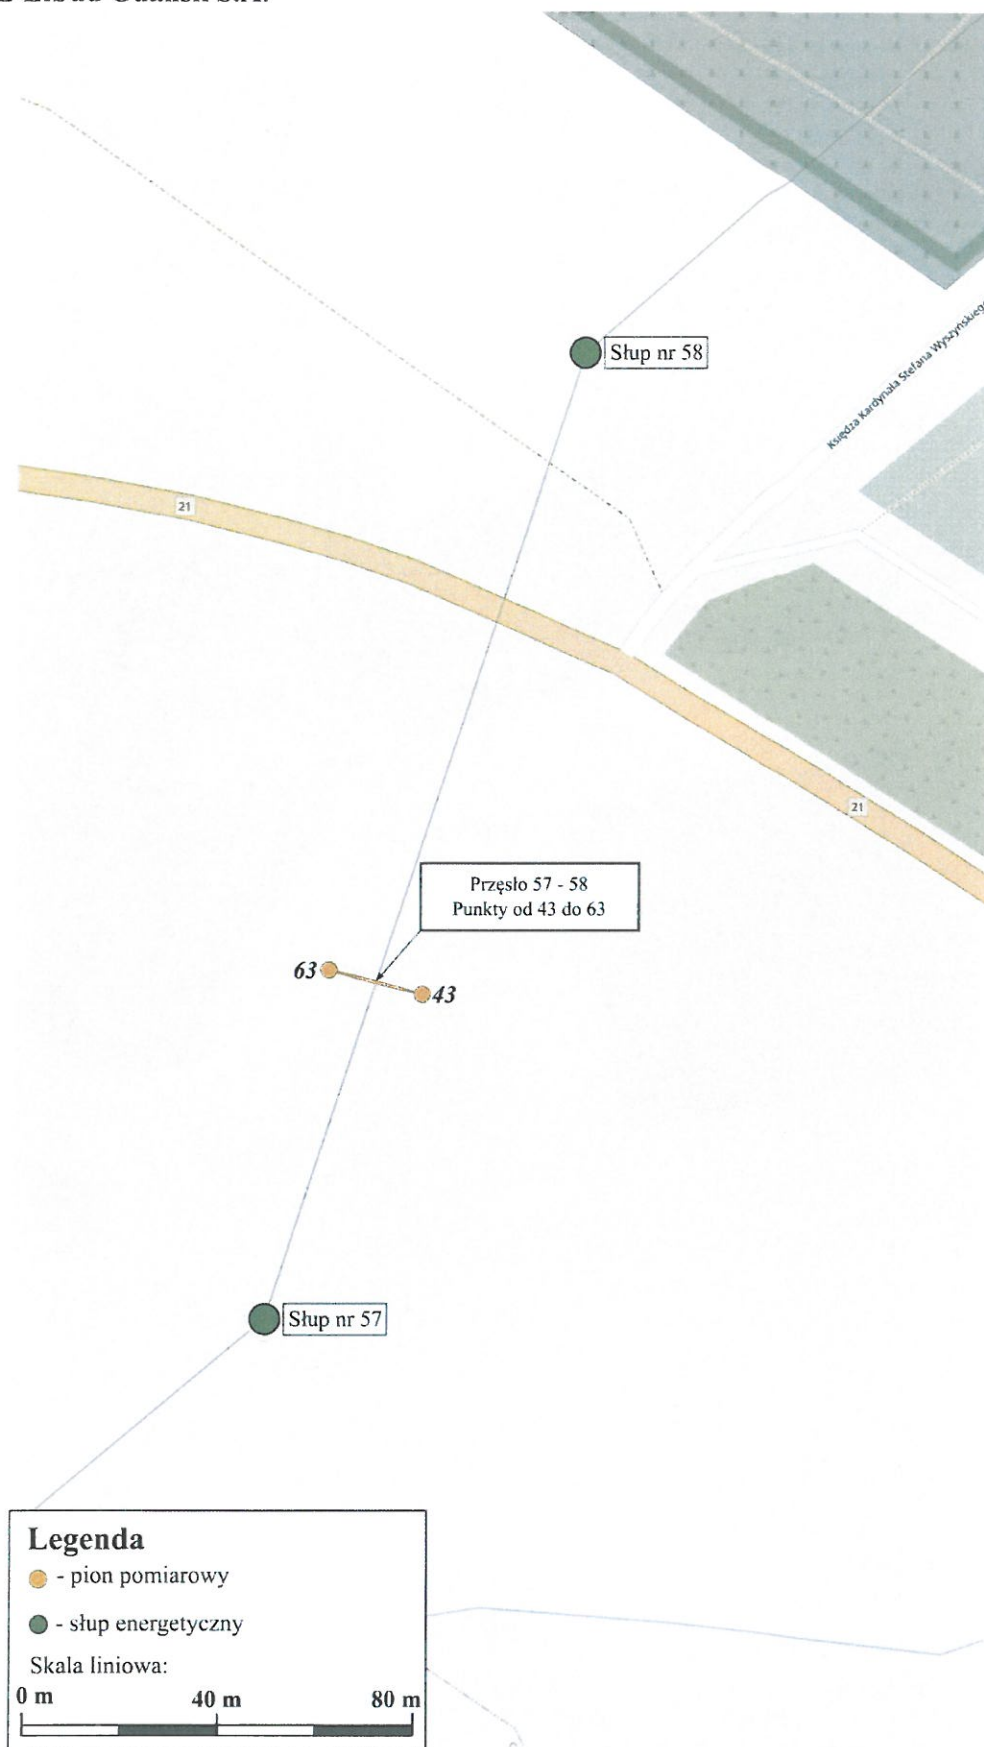 Gdańsk S.A.
Słup nr 58
Księdza Kardynała Stefana Wyszyńskiego
21
21
Przęsło 57 - 58
Punkty od 43 do 63
63
43
Słup nr 57
Legenda
- pion pomiarowy
- słup energetyczny
Skala liniowa:
0 m 40 m 80 m